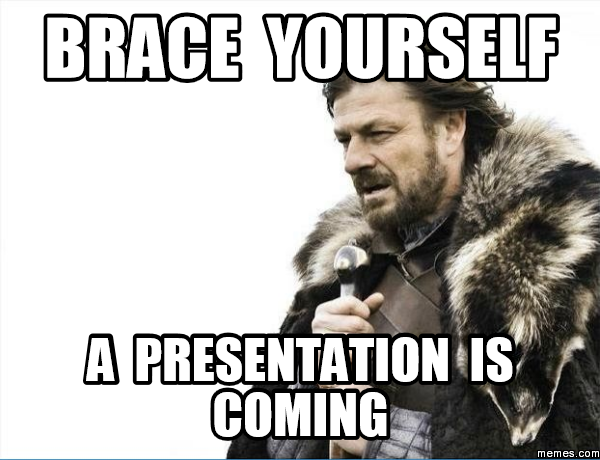 BRACE YOURSELF
A PRESENTATION IS
COMING
memes.com